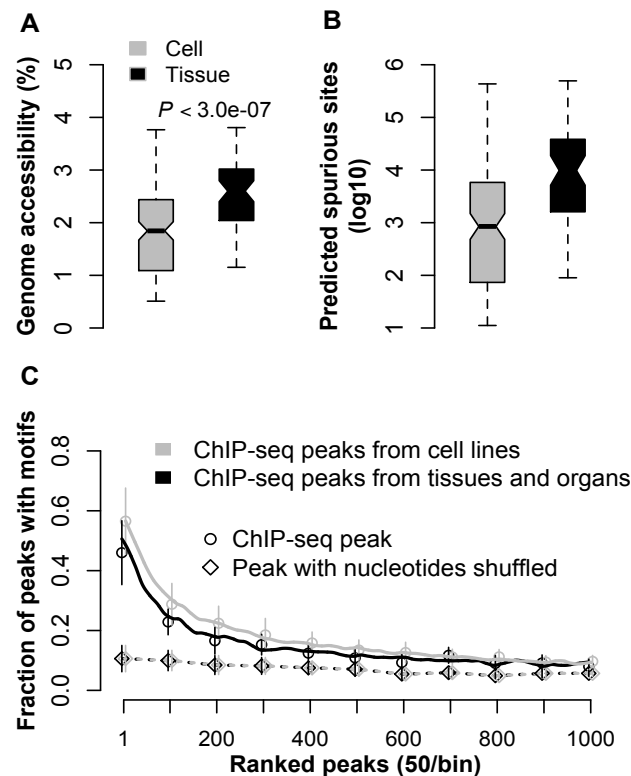 A
Cell
Tissue
P < 3.0e-07
Genome accessibility (%)
5
4
3
2
1
0
B
Predicted spurious sites
(log10)
6
5
4
3
2
1
C
ChIP-seq peaks from cell lines
ChIP-seq peaks from tissues and organs
ChIP-seq peak
Peak with nucleotides shuffled
Fraction of peaks with motifs
0.8
0.6
0.4
0.2
0.0
1 200 400 600 800 1000
Ranked peaks (50/bin)